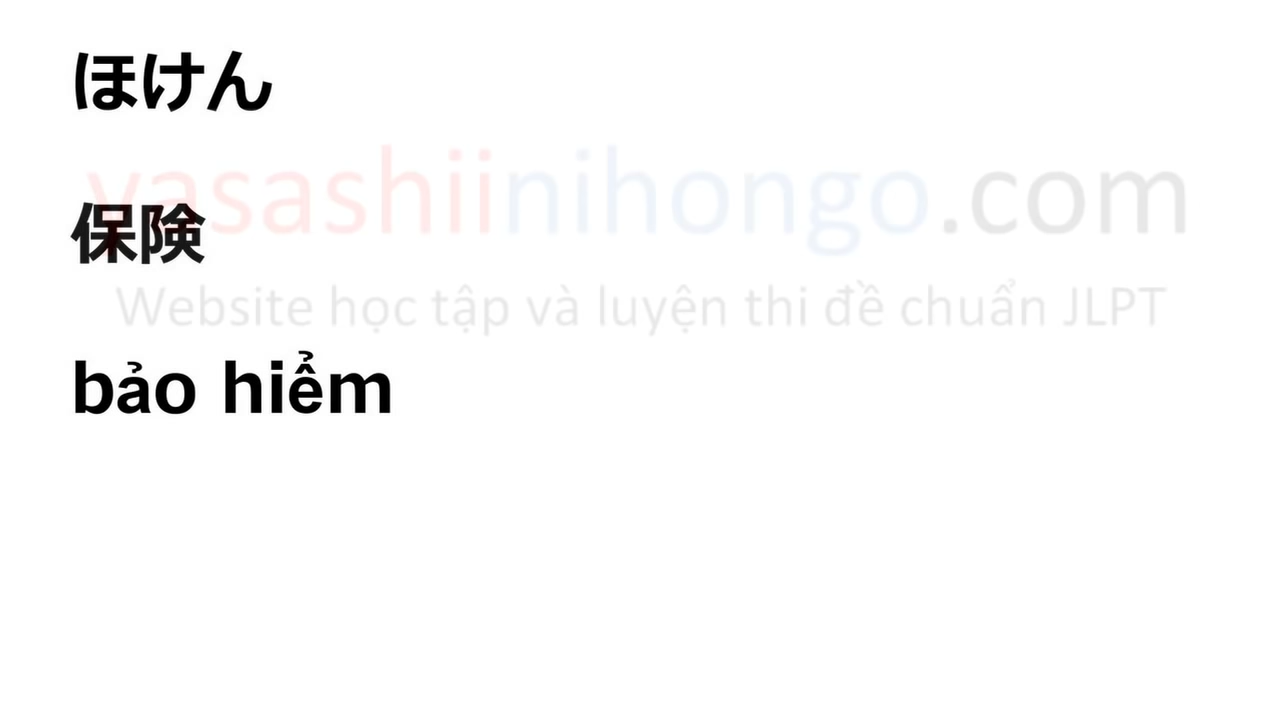 ほけん
yasashiinihongo.com
保険
Website học tập và luyện thi đề chuẩn JLPT
bảo hiểm